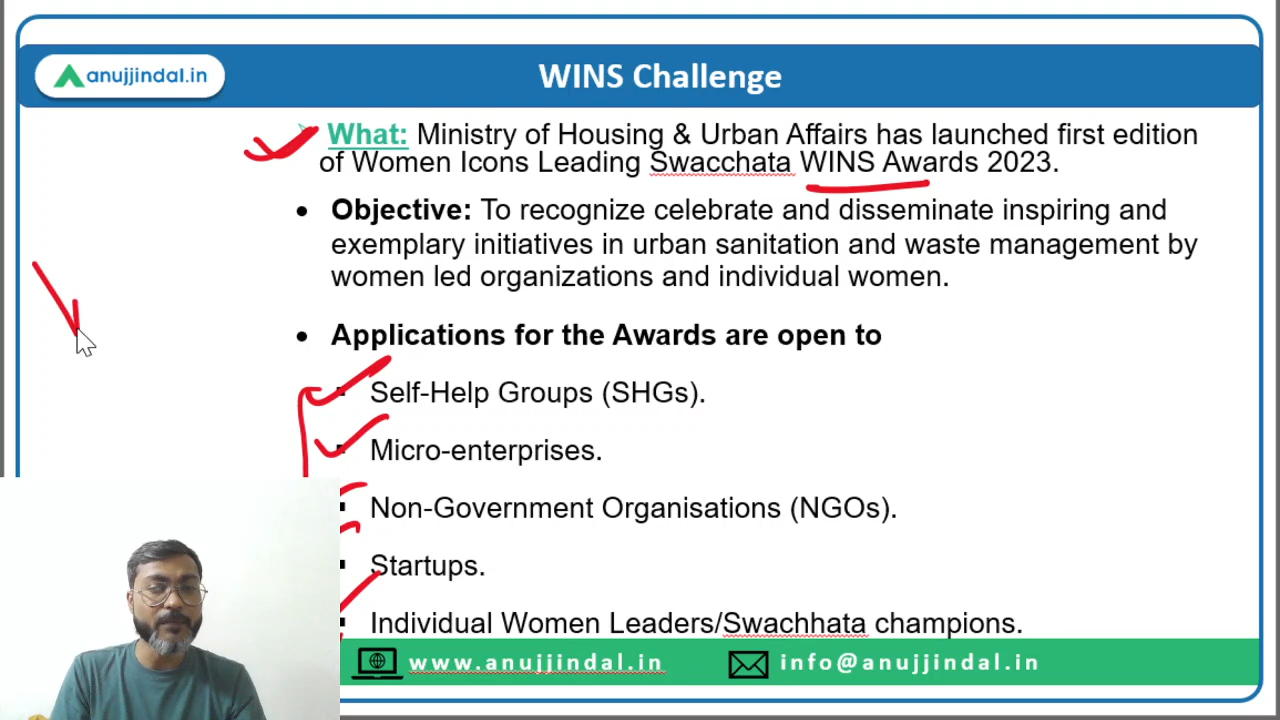 anujjindal.in
WINS Challenge
What: Ministry of Housing & Urban Affairs has launched first edition
of Women Icons Leading Swacchata WINS Awards 2023.
• Objective: To recognize celebrate and disseminate inspiring and
exemplary initiatives in urban sanitation and waste management by
women led organizations and individual women.
• Applications for the Awards are open to
▪ Self-Help Groups (SHGs).
▪ Micro-enterprises.
▪ Non-Government Organisations (NGOs).
▪ Startups.
▪ Individual Women Leaders/Swachhata champions.
www.anujjindal.in info@anujjindal.in